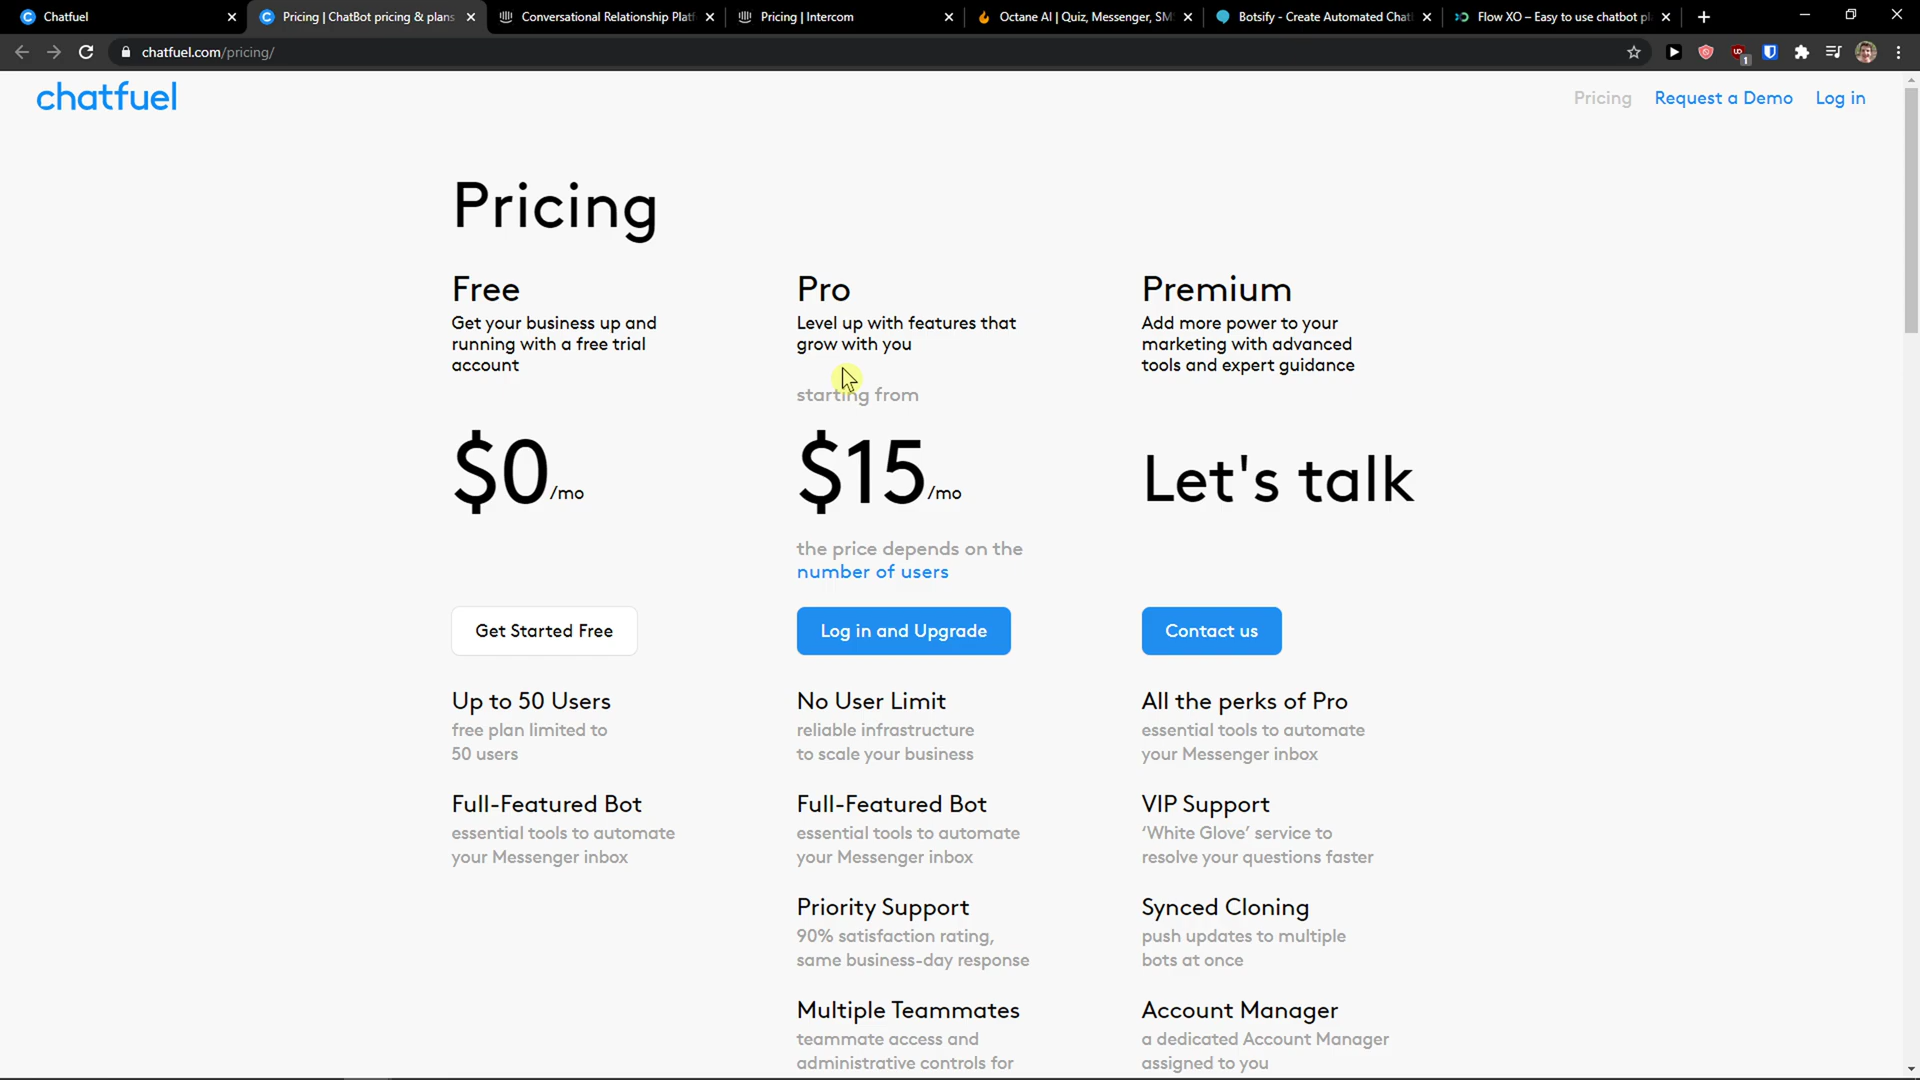 Chatfuel
Pricing | ChatBot pricing & plans
Conversational Relationship Platf
Pricing | Intercom
Octane AI | Quiz, Messenger, SM
Botsify - Create Automated Chat
Flow XO – Easy to use chatbot pl
chatfuel.com/pricing/
1
chatfuel
Pricing
Request a Demo
Log in
Pricing
Free
Get your business up and
running with a free trial
account
$0/mo
Get Started Free
Up to 50 Users
free plan limited to
50 users
Full-Featured Bot
essential tools to automate
your Messenger inbox
Pro
Level up with features that
grow with you
starting from
$15/mo
the price depends on the
number of users
Log in and Upgrade
No User Limit
reliable infrastructure
to scale your business
Full-Featured Bot
essential tools to automate
your Messenger inbox
Priority Support
90% satisfaction rating,
same business-day response
Multiple Teammates
teammate access and
administrative controls for
Premium
Add more power to your
marketing with advanced
tools and expert guidance
Let's talk
Contact us
All the perks of Pro
essential tools to automate
your Messenger inbox
VIP Support
‘White Glove’ service to
resolve your questions faster
Synced Cloning
push updates to multiple
bots at once
Account Manager
a dedicated Account Manager
assigned to you